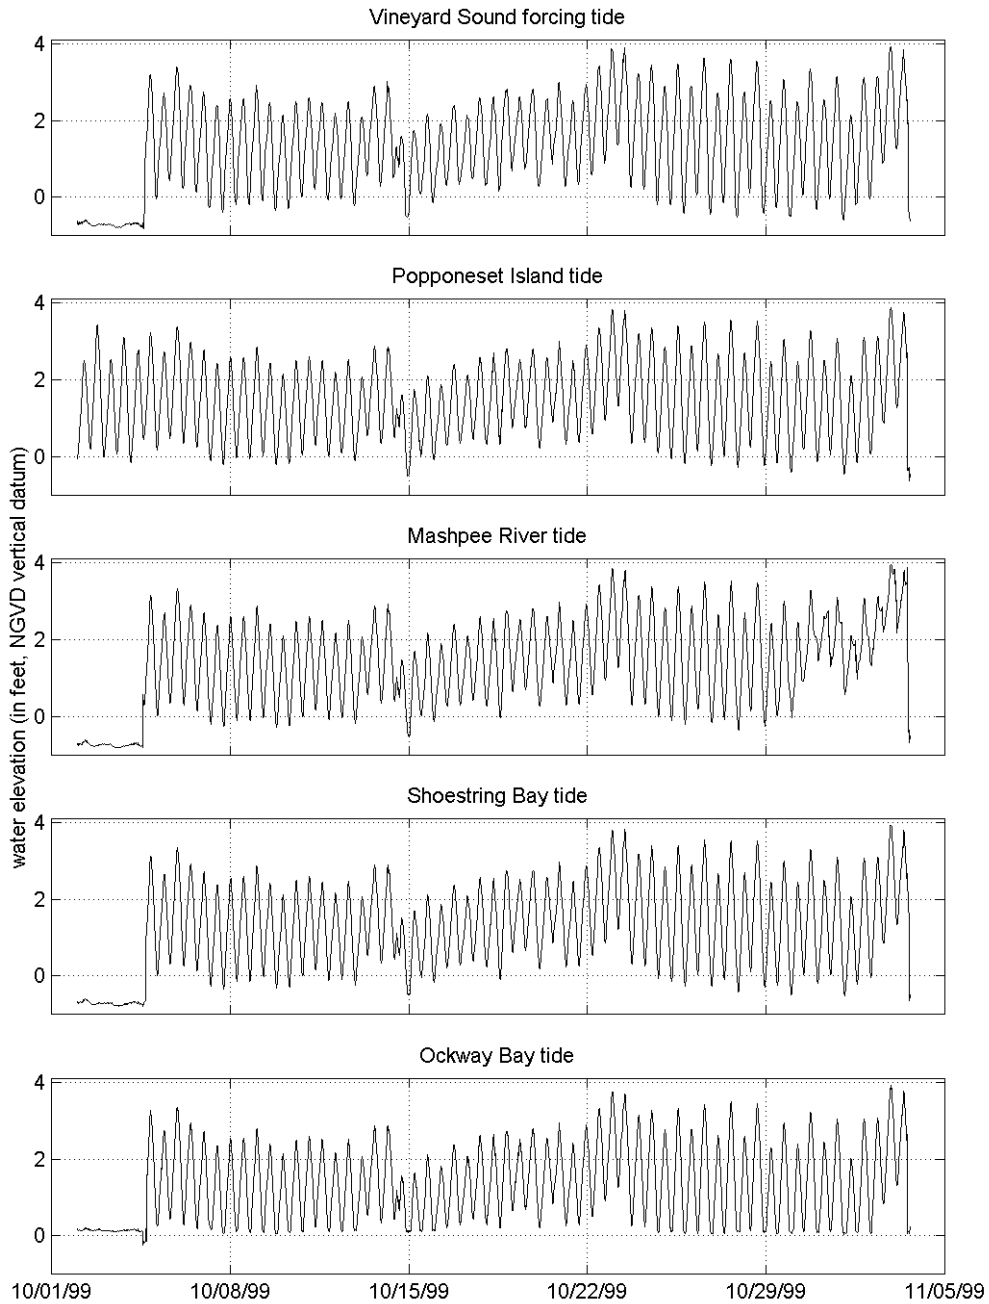 Vineyard Sound forcing tide
4
2
0
Popponeset Island tide
4
2
0
water elevation (in feet, NGVD vertical datum)
Mashpee River tide
4
2
0
Shoestring Bay tide
4
2
0
Ockway Bay tide
4
2
0
10/01/99 10/08/99 10/15/99 10/22/99 10/29/99 11/05/99